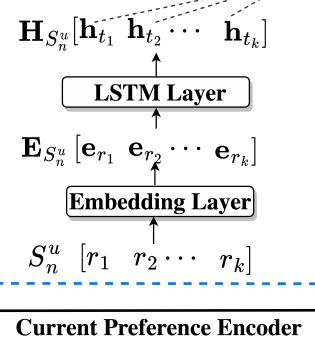 𝐇_{S_n^u} [𝐡_{t_1} 𝐡_{t_2} ⋯ 𝐡_{t_k}]
LSTM Layer
𝐄_{S_n^u} [𝐞_{r_1} 𝐞_{r_2} ⋯ 𝐞_{r_k}]
Embedding Layer
S_n^u [r_1 r_2 ⋯ r_k]
Current Preference Encoder